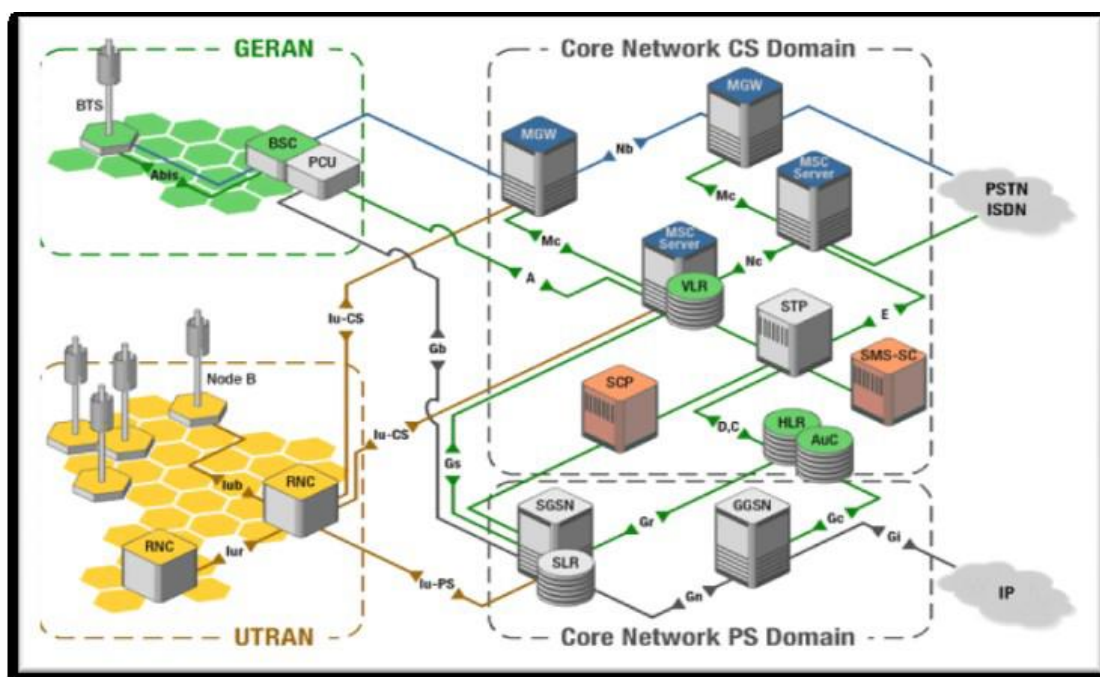 GERAN
Core Network CS Domain
BTS
MGW
BSC
PCU
MGW
Nb
MSC
Server
Abis
Mc
PSTN
ISDN
MSC
Server
Mc
Nc
A
VLR
STP
Iu-CS
E
Gb
SMS-SC
Node B
SCP
HLR
D,C
AuC
Iu-CS
Gs
Iub
RNC
SGSN
GGSN
Gr
Gc
Gi
RNC
Iur
SLR
Iu-PS
Gn
IP
UTRAN
Core Network PS Domain